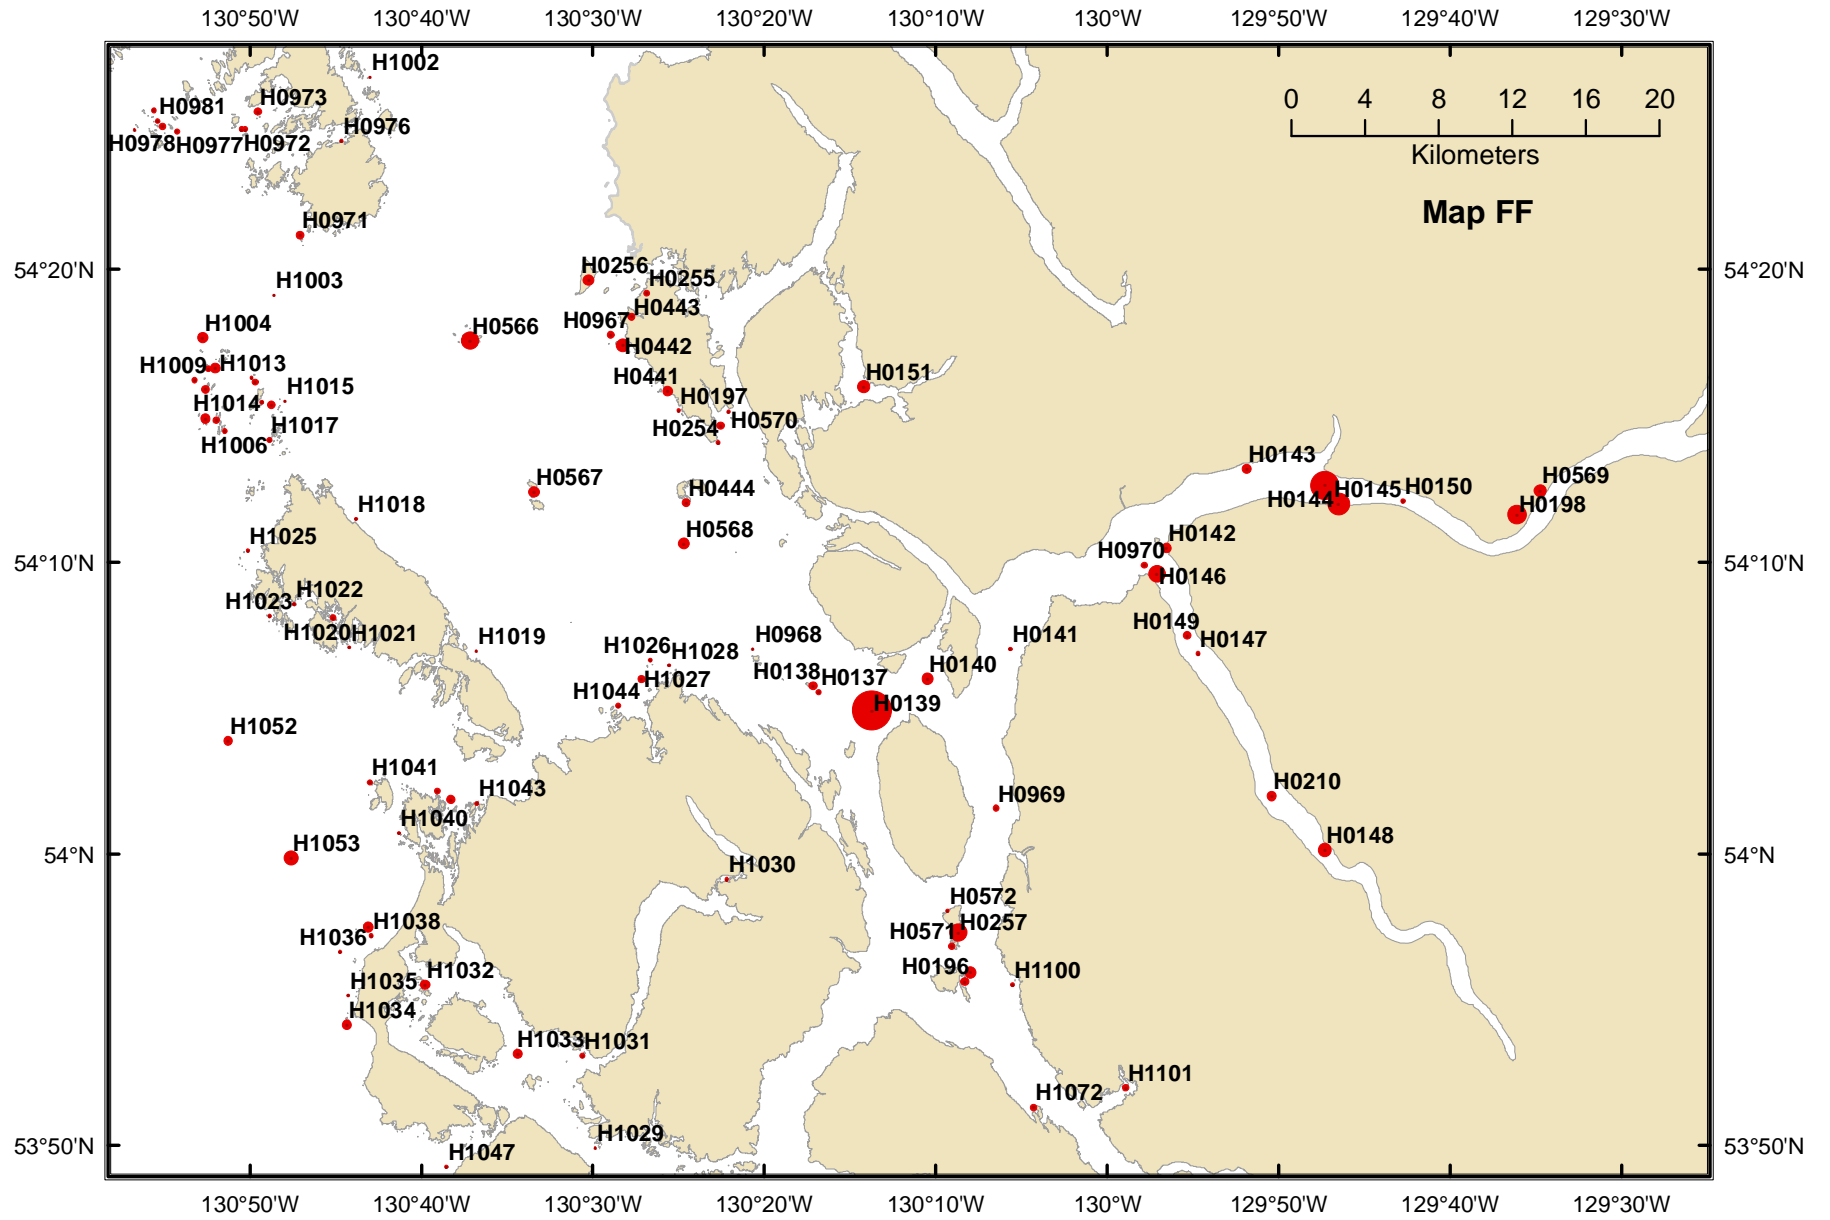 130°50'W 130°40'W 130°30'W 130°20'W 130°10'W 130°'W 129°50'W 129°40'W 129°30'W
H1002
H0981 H0973
H0976
H0978 H0977 H0972
0 4 8 12 16 20
Kilometers
Map FF
H0971
54°20'N H1003 H0256 H0255 54°20'N
H0443
H1004 H0566 H0967
H0442
H1009 H1013 H0441 H0151
H1015 H0197
H1014 H0254 H0570
H1017
H1006
H0143
H0567 H0444 H0144 H0145 H0150 H0569
H0198
H1018
H0568
H1025 H0142
54°10'N H0970 54°10'N
H0146
H1022
H1023 H0149
H1020 H1021 H1019 H1026 H0968 H0141 H0147
H1028
H1027 H0138 H0137 H0140
H1044 H0139
H1052
H1041 H1043 H0969 H0210
H1040
H1053 H0148
54°N 54°N
H1030
H0572
H1038 H0257
H1036 H0571
H1032 H0196 H1100
H1035
H1034
H1033 H1031
H1101
H1072
H1029
53°50'N H1047 53°50'N
130°50'W 130°40'W 130°30'W 130°20'W 130°10'W 130°'W 129°50'W 129°40'W 129°30'W